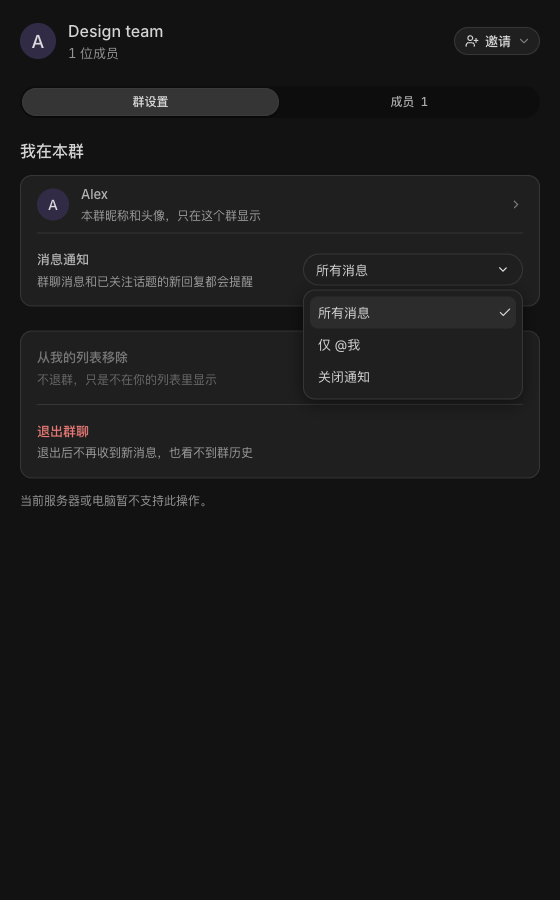 A
Design team
1 位成员
邀请
群设置
成员 1
我在本群
A
Alex
本群昵称和头像，只在这个群显示
消息通知
群聊消息和已关注话题的新回复都会提醒
所有消息
所有消息
仅 @我
关闭通知
从我的列表移除
不退群，只是不在你的列表里显示
退出群聊
退出后不再收到新消息，也看不到群历史
当前服务器或电脑暂不支持此操作。